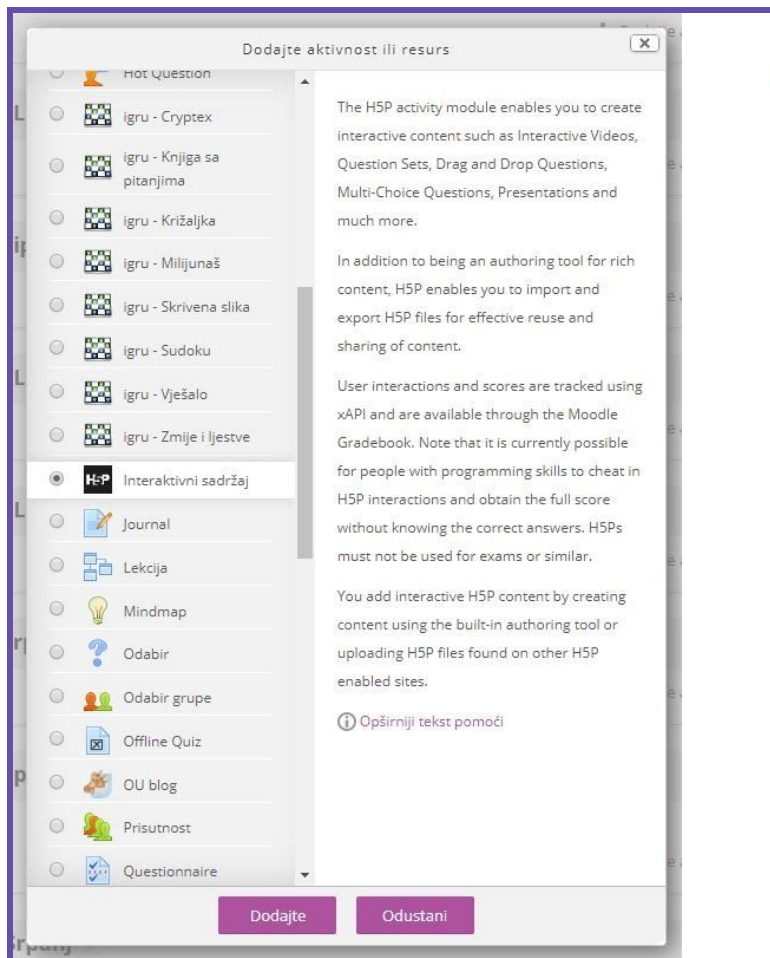 Dodajte aktivnost ili resurs
Hot Question
igru - Cryptex
igru - Knjiga sa
pitanjima
igru - Križaljka
igru - Milijunaš
igru - Skrivena slika
igru - Sudoku
igru - Vješalo
igru - Zmije i ljestve
H5P Interaktivni sadržaj
Journal
Lekcija
Mindmap
Odabir
Odabir grupe
Offline Quiz
OU blog
Prisutnost
Questionnaire
The H5P activity module enables you to create
interactive content such as Interactive Videos,
Question Sets, Drag and Drop Questions,
Multi-Choice Questions, Presentations and
much more.
In addition to being an authoring tool for rich
content, H5P enables you to import and
export H5P files for effective reuse and
sharing of content.
User interactions and scores are tracked using
xAPI and are available through the Moodle
Gradebook. Note that it is currently possible
for people with programming skills to cheat in
H5P interactions and obtain the full score
without knowing the correct answers. H5Ps
must not be used for exams or similar.
You add interactive H5P content by creating
content using the built-in authoring tool or
uploading H5P files found on other H5P
enabled sites.
Opširniji tekst pomoći
Dodajte
Odustani